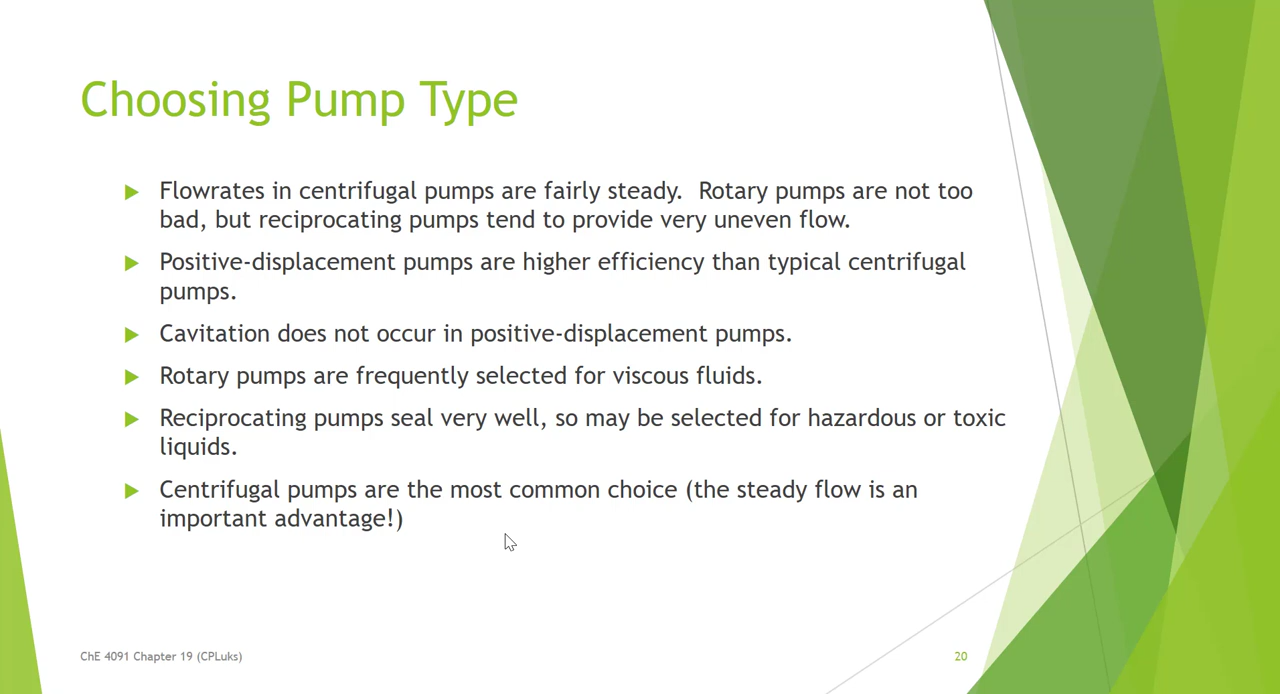 Choosing Pump Type
Flowrates in centrifugal pumps are fairly steady.  Rotary pumps are not too
bad, but reciprocating pumps tend to provide very uneven flow.
Positive-displacement pumps are higher efficiency than typical centrifugal
pumps.
Cavitation does not occur in positive-displacement pumps.
Rotary pumps are frequently selected for viscous fluids.
Reciprocating pumps seal very well, so may be selected for hazardous or toxic
liquids.
Centrifugal pumps are the most common choice (the steady flow is an
important advantage!)
ChE 4091 Chapter 19 (CPLuks)
20